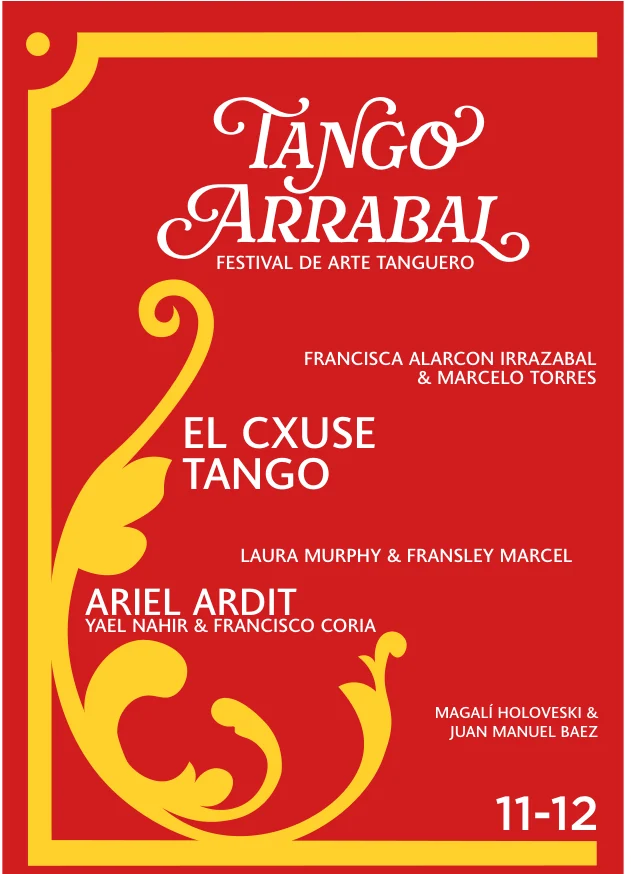 TANGO
ARRABAL
FESTIVAL DE ARTE TANGUERO
FRANCISCA ALARCON IRRAZABAL
& MARCELO TORRES
EL CXUSE
TANGO
LAURA MURPHY & FRANSLEY MARCEL
ARIEL ARDIT
YAEL NAHIR & FRANCISCO CORIA
MAGALÍ HOLOVESKI &
JUAN MANUEL BAEZ
11-12